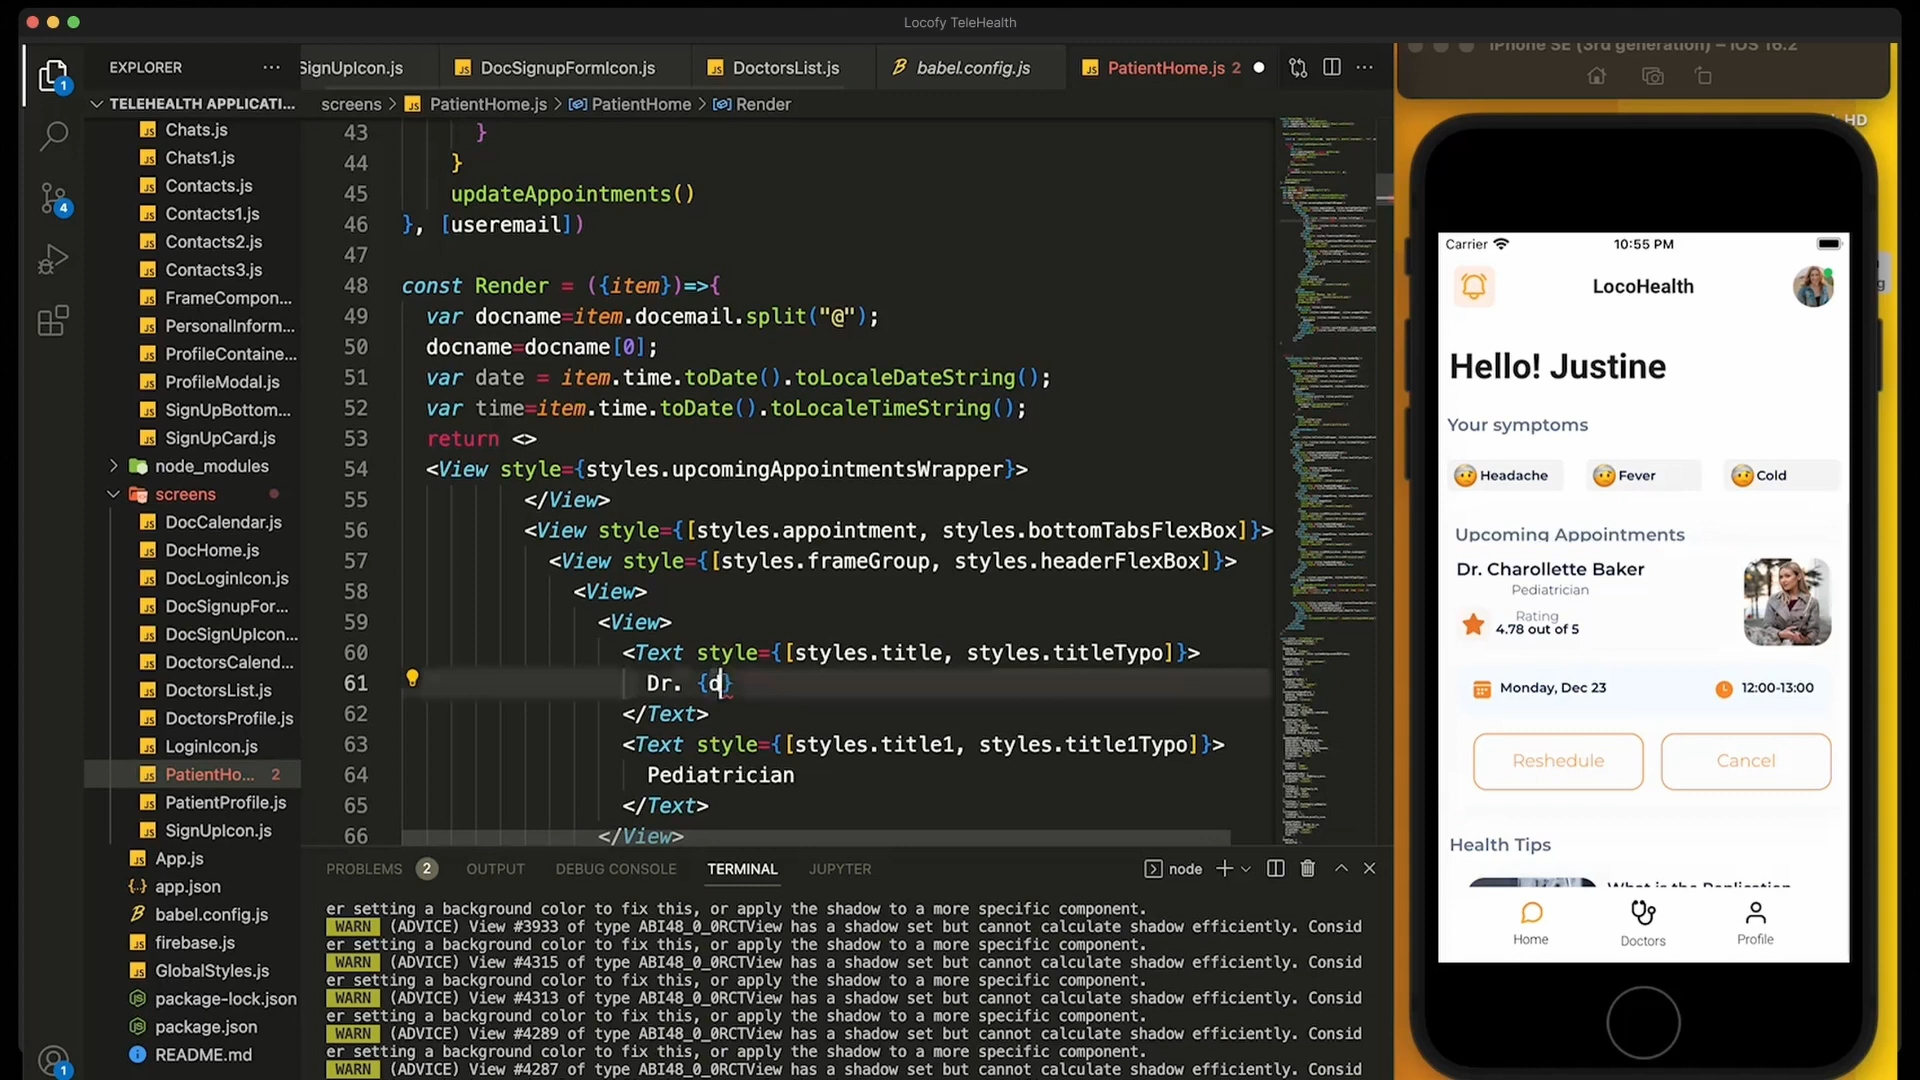 Locofy TeleHealth
EXPLORER
SignUpIcon.js
DocSignupFormIcon.js
DoctorsList.js
babel.config.js
PatientHome.js 2
TELEHEALTH APPLICATI...
screens > PatientHome.js > PatientHome > Render
Chats.js
Chats1.js
Contacts.js
Contacts1.js
Contacts2.js
Contacts3.js
FrameCompon...
PersonalInform...
ProfileContaine...
ProfileModal.js
SignUpBottom...
SignUpCard.js
node_modules
screens
DocCalendar.js
DocHome.js
DocLoginIcon.js
DocSignupFor...
DocSignUpIcon...
DoctorsCalend...
DoctorsList.js
DoctorsProfile.js
LoginIcon.js
PatientHo... 2
PatientProfile.js
SignUpIcon.js
App.js
app.json
babel.config.js
firebase.js
GlobalStyles.js
package-lock.json
package.json
README.md
1
4
1
43 }
44 }
45 updateAppointments()
46 }, [useremail])
47
48 const Render = ({item})=>{
49 var docname=item.docemail.split("@");
50 docname=docname[0];
51 var date = item.time.toDate().toLocaleDateString();
52 var time=item.time.toDate().toLocaleTimeString();
53 return <>
54 <View style={styles.upcomingAppointmentsWrapper}>
55 </View>
56 <View style={[styles.appointment, styles.bottomTabsFlexBox]}>
57 <View style={[styles.frameGroup, styles.headerFlexBox]}>
58 <View>
59 <View>
60 <Text style={[styles.title, styles.titleTypo]}>
61 Dr. {d}
62 </Text>
63 <Text style={[styles.title1, styles.title1Typo]}>
64 Pediatrician
65 </Text>
66 </View>
PROBLEMS 2 OUTPUT DEBUG CONSOLE TERMINAL JUPYTER
node
er setting a background color to fix this, or apply the shadow to a more specific component.
WARN (ADVICE) View #3933 of type ABI48_0_0RCTView has a shadow set but cannot calculate shadow efficiently. Consid
er setting a background color to fix this, or apply the shadow to a more specific component.
WARN (ADVICE) View #4315 of type ABI48_0_0RCTView has a shadow set but cannot calculate shadow efficiently. Consid
er setting a background color to fix this, or apply the shadow to a more specific component.
WARN (ADVICE) View #4313 of type ABI48_0_0RCTView has a shadow set but cannot calculate shadow efficiently. Consid
er setting a background color to fix this, or apply the shadow to a more specific component.
WARN (ADVICE) View #4289 of type ABI48_0_0RCTView has a shadow set but cannot calculate shadow efficiently. Consid
er setting a background color to fix this, or apply the shadow to a more specific component.
WARN (ADVICE) View #4287 of type ABI48_0_0RCTView has a shadow set but cannot calculate shadow efficiently. Consid
iPhone SE (3rd generation) – iOS 16.2
HD
Carrier
10:55 PM
LocoHealth
Hello! Justine
Your symptoms
Headache
Fever
Cold
Upcoming Appointments
Dr. Charollette Baker
Pediatrician
Rating
4.78 out of 5
Monday, Dec 23
12:00-13:00
Reshedule
Cancel
Health Tips
What is the Replication
Home
Doctors
Profile